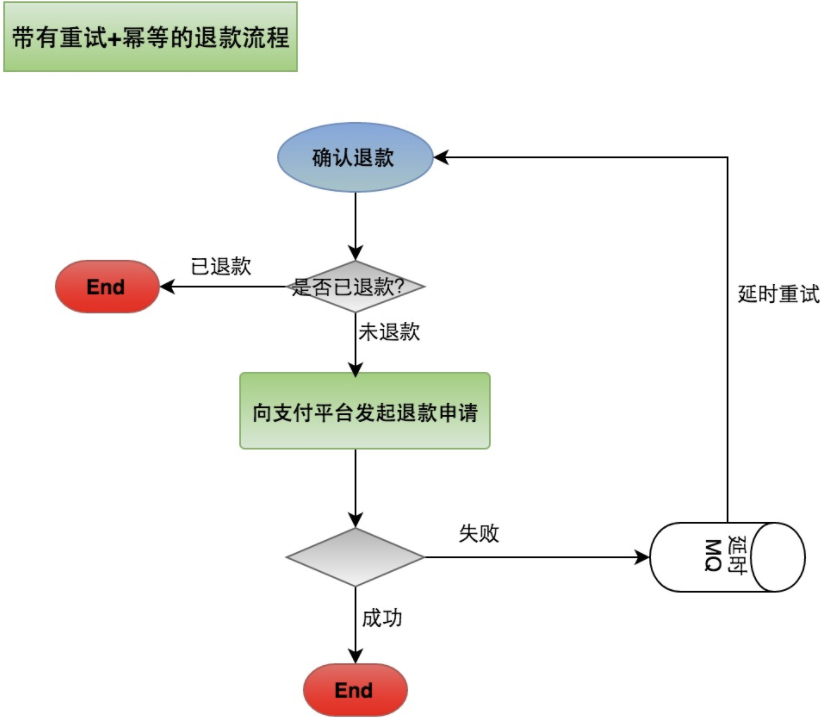 带有重试+幂等的退款流程
确认退款
已退款
End
是否已退款?
延时重试
未退款
向支付平台发起退款申请
失败
延时
MQ
成功
End